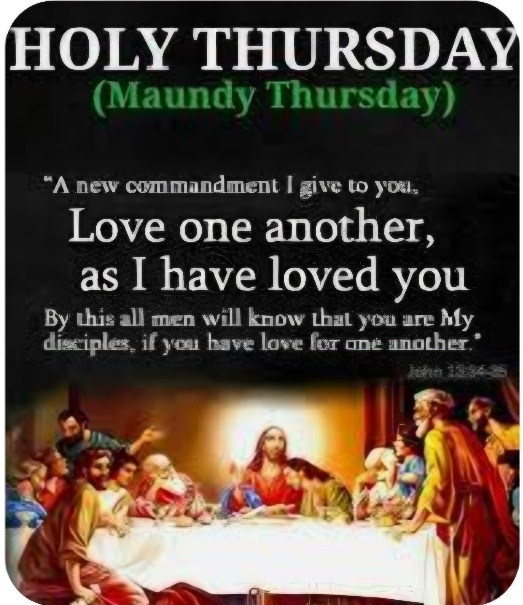 HOLY THURSDAY
(Maundy Thursday)
"A new commandment I give to you,
Love one another,
as I have loved you
By this all men will know that you are My
disciples, if you have love for one another."
John 13:34-35